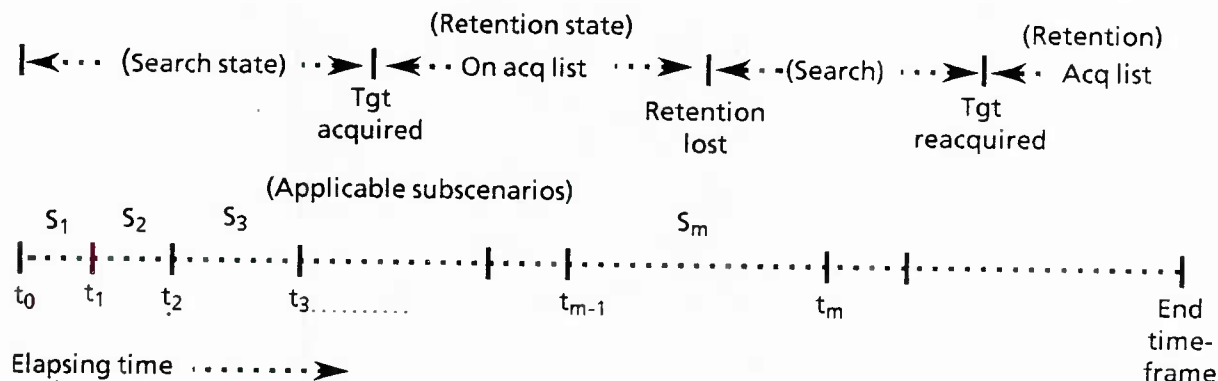 (Retention state)
(Retention)
(Search state)
On acq list
(Search)
Acq list
Tgt
acquired
Retention
lost
Tgt
reacquired
(Applicable subscenarios)
S1 S2 S3 Sm
t0 t1 t2 t3.......... tm-1 tm
End
time-
frame
Elapsing time